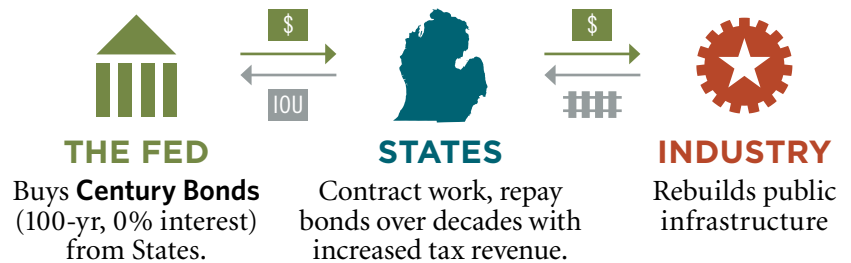 $
$
IOU
THE FED
Buys Century Bonds
(100-yr, 0% interest)
from States.
STATES
Contract work, repay
bonds over decades with
increased tax revenue.
INDUSTRY
Rebuilds public
infrastructure